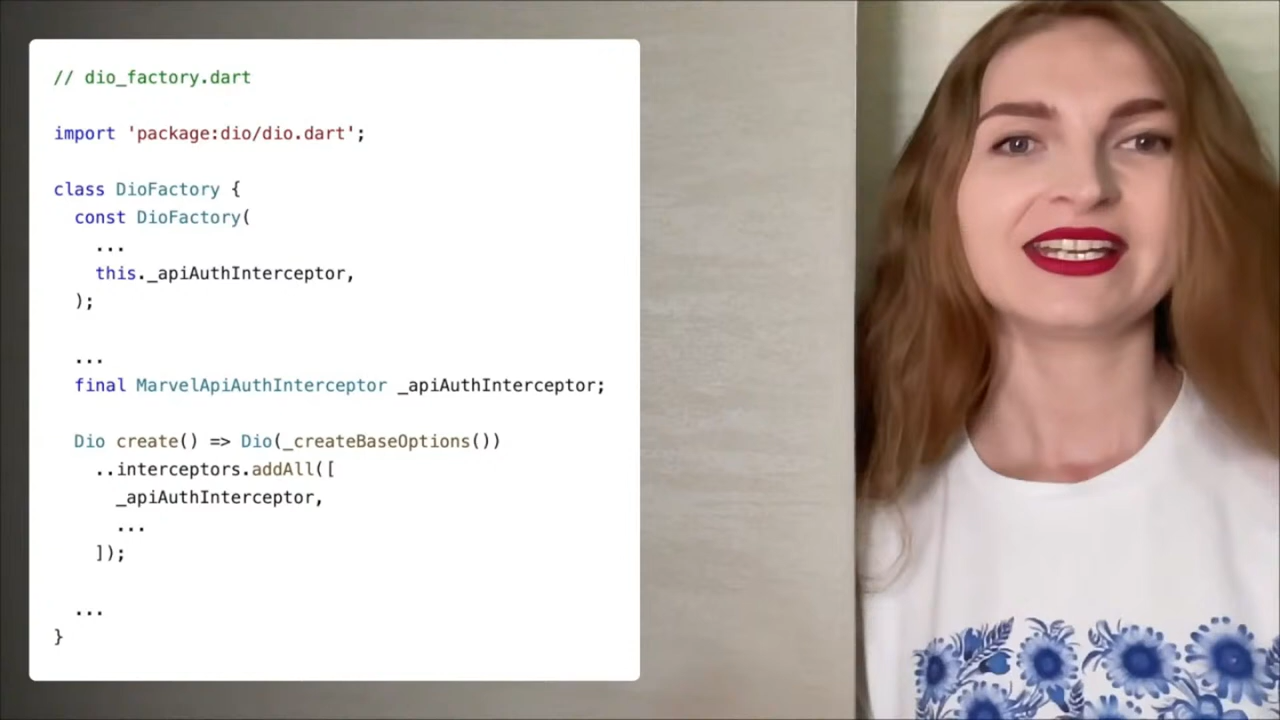 // dio_factory.dart
import 'package:dio/dio.dart';
class DioFactory {
const DioFactory(
...
this._apiAuthInterceptor,
);
...
final MarvelApiAuthInterceptor _apiAuthInterceptor;
Dio create() => Dio(_createBaseOptions())
..interceptors.addAll([
_apiAuthInterceptor,
...
]);
...
}